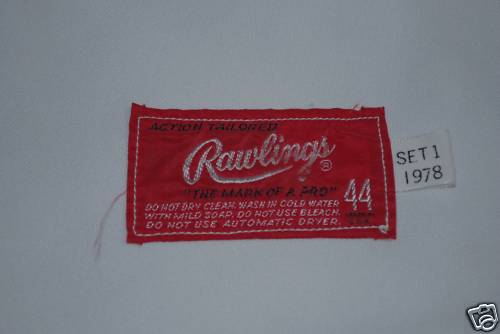 ACTION TAILORED
Rawlings ®
"THE MARK OF A PRO"
DO NOT DRY CLEAN. WASH IN COLD WATER
WITH MILD SOAP. DO NOT USE BLEACH.
DO NOT USE AUTOMATIC DRYER.
44
U.S.A.
SET 1
1978